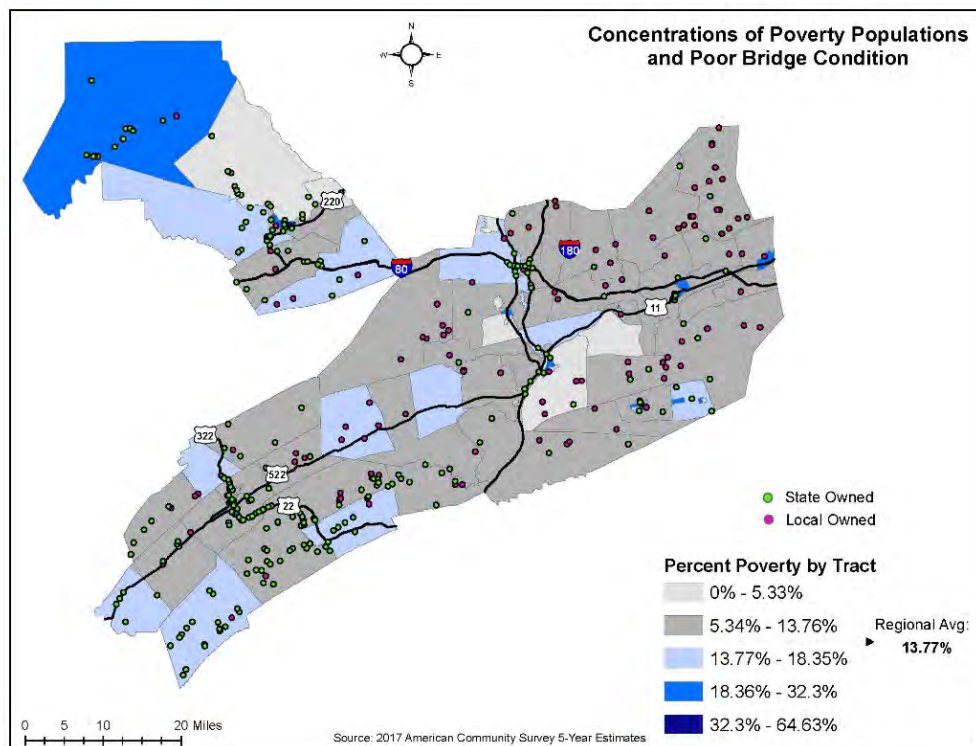 Concentrations of Poverty Populations
and Poor Bridge Condition
N
W
E
S
220
80
180
11
322
522
22
State Owned
Local Owned
Percent Poverty by Tract
0% - 5.33%
5.34% - 13.76%
13.77% - 18.35%
18.36% - 32.3%
32.3% - 64.63%
Regional Avg:
13.77%
0 5 10 20 Miles
Source: 2017 American Community Survey 5-Year Estimates